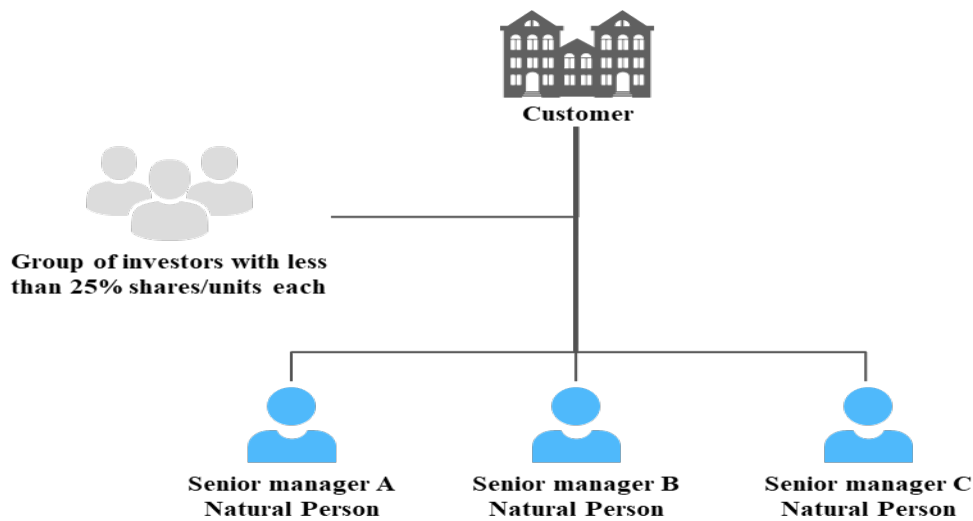 Customer
Group of investors with less
than 25% shares/units each
Senior manager A
Natural Person
Senior manager B
Natural Person
Senior manager C
Natural Person